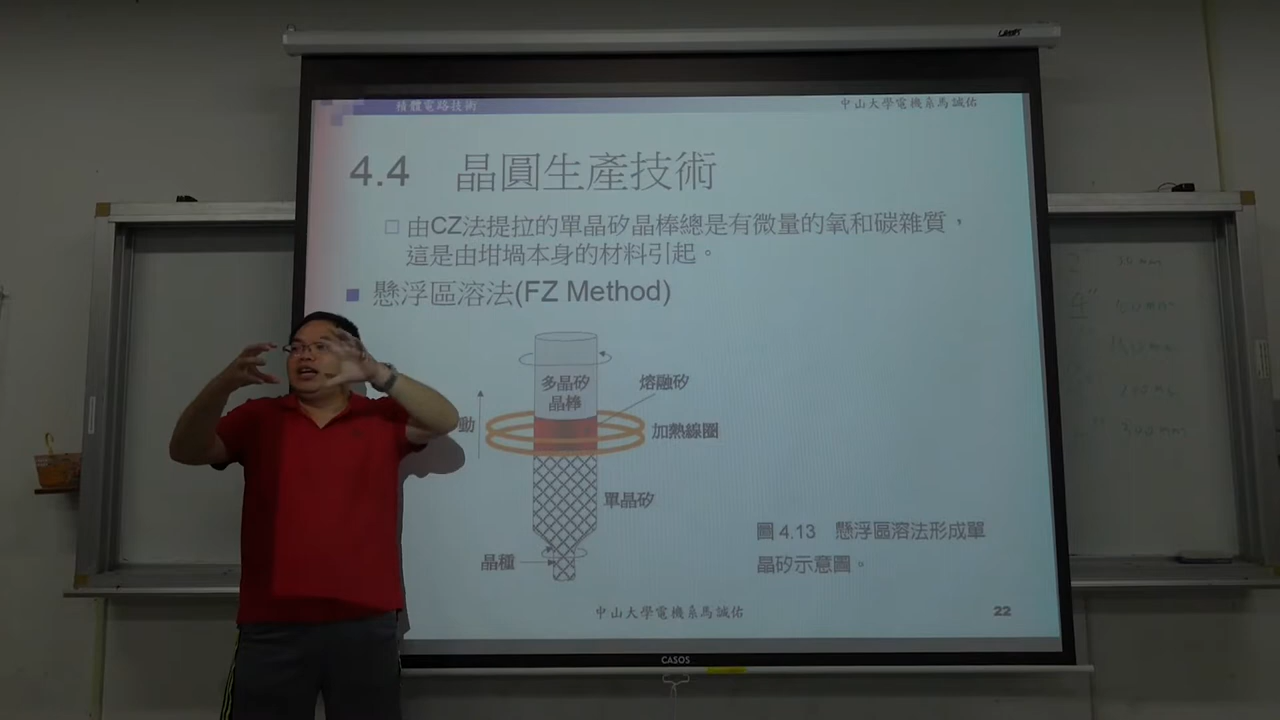 積體電路技術
中山大學電機系馬誠佑
4.4 晶圓生產技術
由CZ法提拉的單晶矽晶棒總是有微量的氧和碳雜質，
這是由坩堝本身的材料引起。
懸浮區溶法(FZ Method)
多晶矽
晶棒
熔融矽
動
加熱線圈
單晶矽
晶種
圖 4.13 懸浮區溶法形成單
晶矽示意圖。
中山大學電機系馬誠佑
22
CASOS